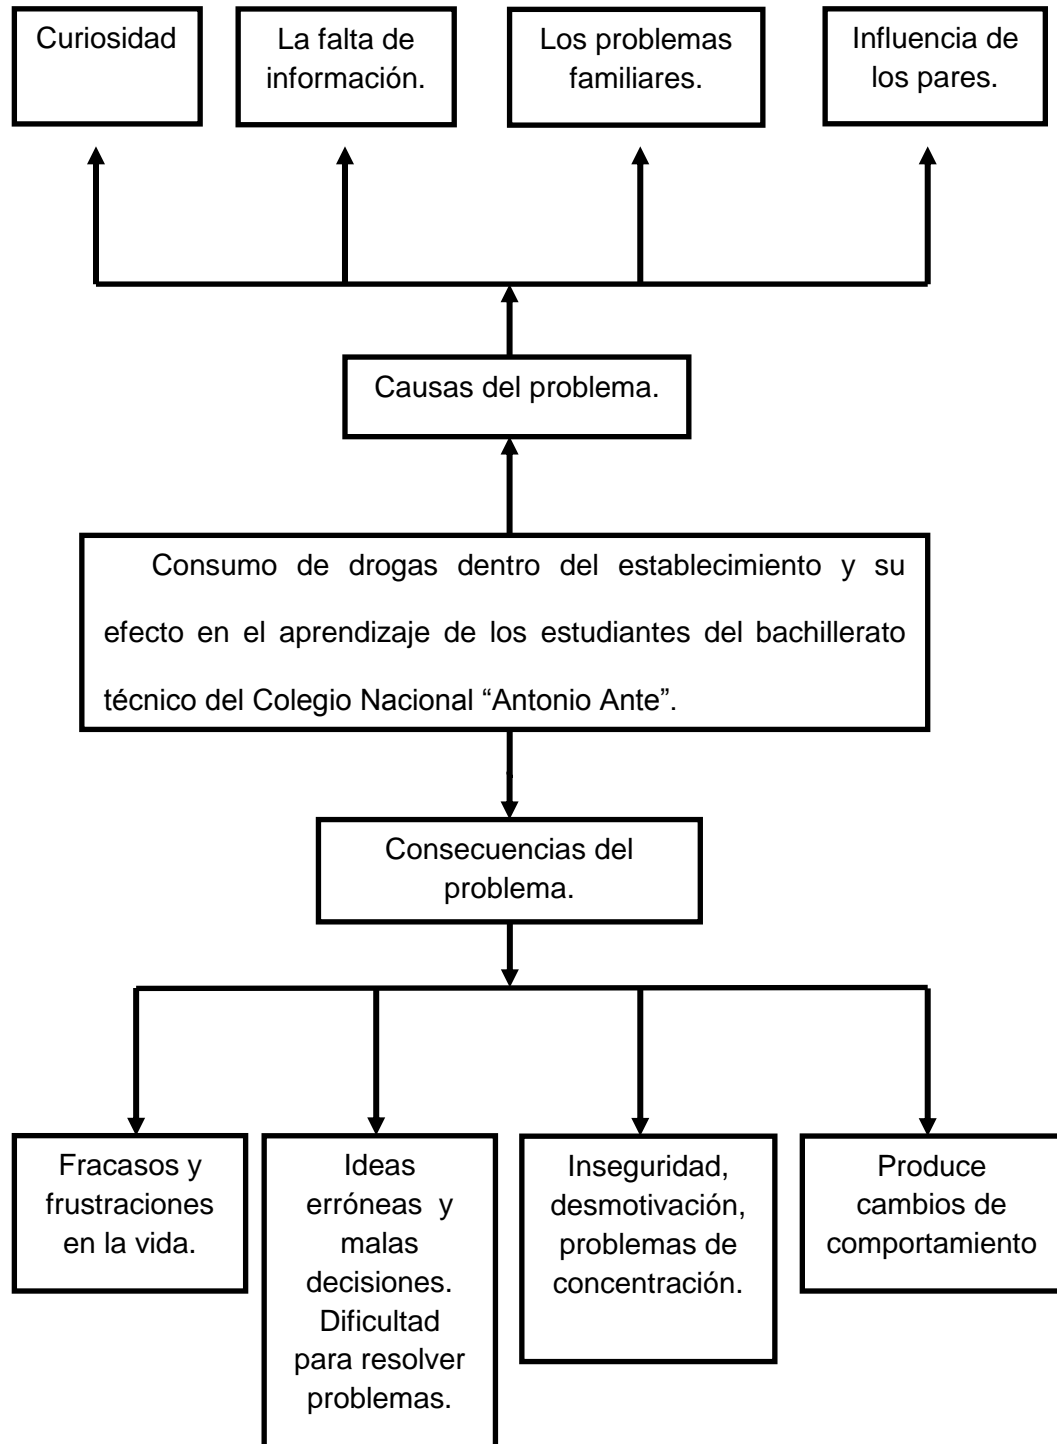 Curiosidad
La falta de
información.
Los problemas
familiares.
Influencia de
los pares.
Causas del problema.
Consumo de drogas dentro del establecimiento y su
efecto en el aprendizaje de los estudiantes del bachillerato
técnico del Colegio Nacional “Antonio Ante”.
Consecuencias del
problema.
Fracasos y
frustraciones
en la vida.
Ideas
erróneas y
malas
decisiones.
Dificultad
para resolver
problemas.
Inseguridad,
desmotivación,
problemas de
concentración.
Produce
cambios de
comportamiento